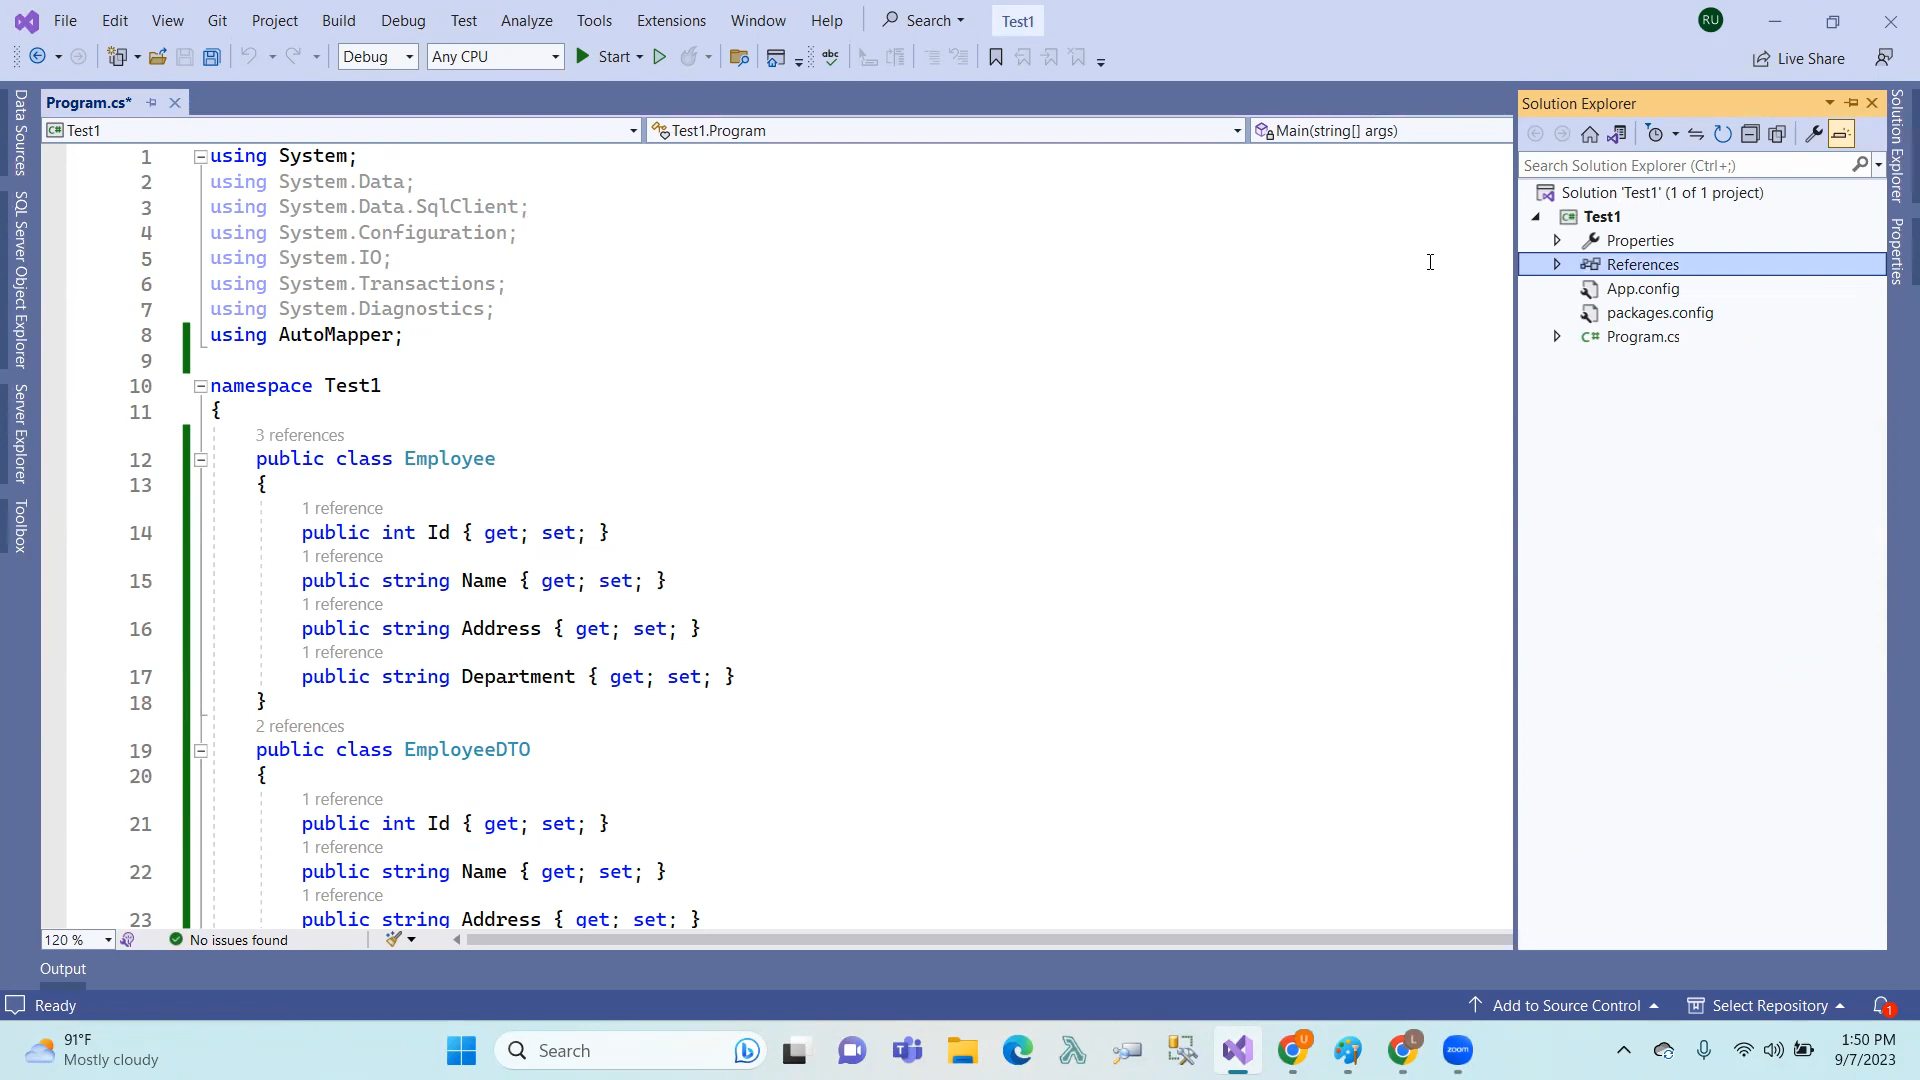 File Edit View Git Project Build Debug Test Analyze Tools Extensions Window Help Search Test1 RU
Debug Any CPU Start abc Live Share
Program.cs*
Test1 Test1.Program Main(string[] args)
Data Sources
SQL Server Object Explorer
Server Explorer
Toolbox
1 using System;
2 using System.Data;
3 using System.Data.SqlClient;
4 using System.Configuration;
5 using System.IO;
6 using System.Transactions;
7 using System.Diagnostics;
8 using AutoMapper;
9
10 namespace Test1
11 {
3 references
12 public class Employee
13 {
1 reference
14 public int Id { get; set; }
1 reference
15 public string Name { get; set; }
1 reference
16 public string Address { get; set; }
1 reference
17 public string Department { get; set; }
18 }
2 references
19 public class EmployeeDTO
20 {
1 reference
21 public int Id { get; set; }
1 reference
22 public string Name { get; set; }
1 reference
23 public string Address { get; set; }
120 % No issues found
Solution Explorer
Search Solution Explorer (Ctrl+;)
Solution 'Test1' (1 of 1 project)
C# Test1
Properties
References
App.config
packages.config
C# Program.cs
Solution Explorer
Properties
Output
Ready Add to Source Control Select Repository 1
91°F
Mostly cloudy
Search
U
L
zoom
1:50 PM
9/7/2023